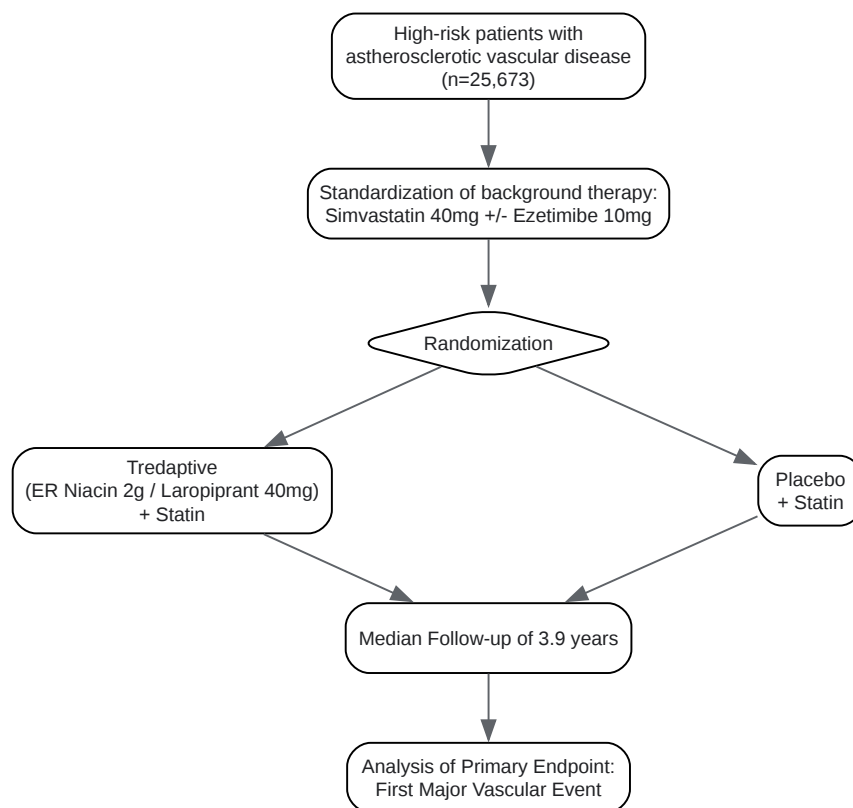 High-risk patients with
astherosclerotic vascular disease
(n=25,673)
Standardization of background therapy:
Simvastatin 40mg +/- Ezetimibe 10mg
Randomization
Tredaptive
(ER Niacin 2g / Laropiprant 40mg)
+ Statin
Placebo
+ Statin
Median Follow-up of 3.9 years
Analysis of Primary Endpoint:
First Major Vascular Event